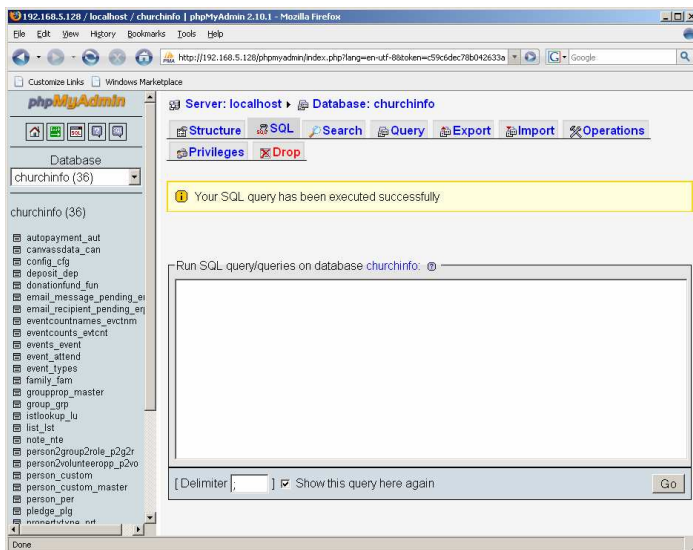 192.168.5.128 / localhost / churchinfo | phpMyAdmin 2.10.1 - Mozilla Firefox
File Edit View History Bookmarks Tools Help
http://192.168.5.128/phpmyadmin/index.php?lang=en-utf-8&token=c59c6dec78b042633a
Google
Customize Links Windows Marketplace
phpMyAdmin
Database
churchinfo (36)
churchinfo (36)
autopayment_aut
canvassdata_can
config_cfg
deposit_dep
donationfund_fun
email_message_pending_e
email_recipient_pending_er
eventcountnames_evctnm
eventcounts_evtcnt
events_event
event_attend
event_types
family_fam
groupprop_master
group_grp
istlookup_lu
list_lst
note_nte
person2group2role_p2g2r
person2volunteeropp_p2vo
person_custom
person_custom_master
person_per
pledge_plg
propertytype_prt
Server: localhost Database: churchinfo
Structure SQL Search Query Export Import Operations
Privileges Drop
Your SQL query has been executed successfully
Run SQL query/queries on database churchinfo:
[ Delimiter ; ] Show this query here again Go
Done